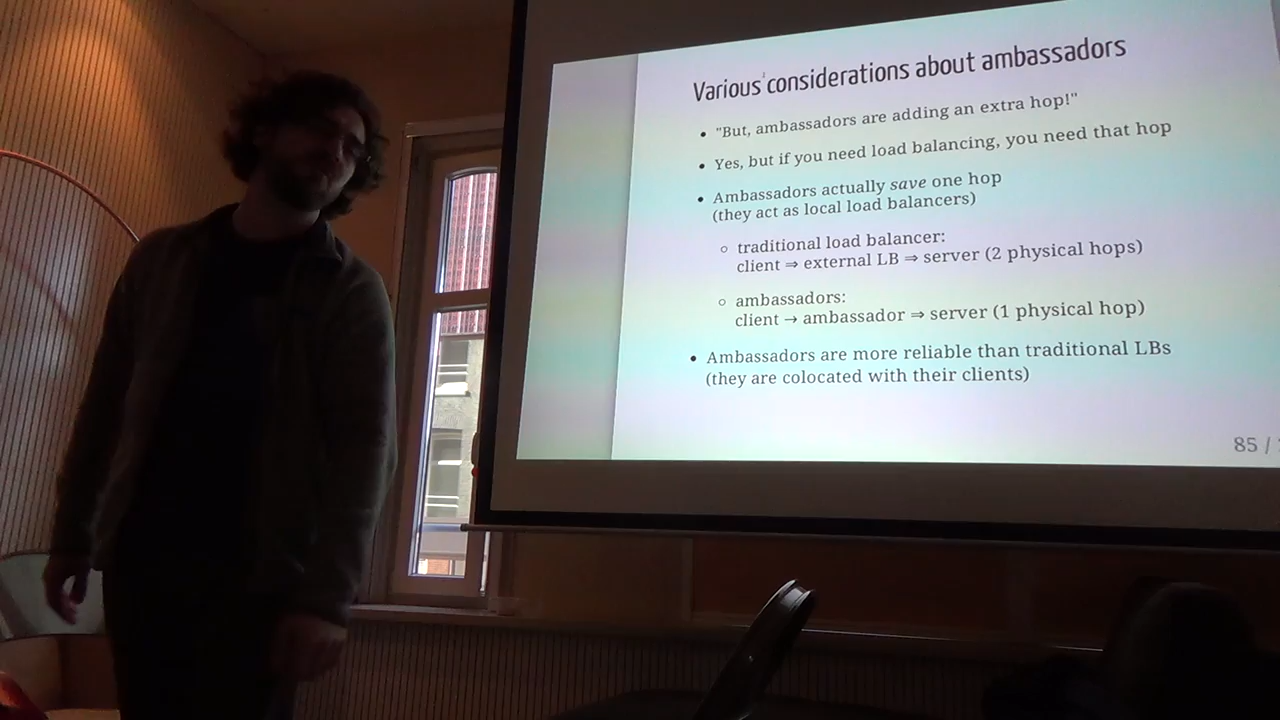 Various considerations about ambassadors
• "But, ambassadors are adding an extra hop!"
• Yes, but if you need load balancing, you need that hop
• Ambassadors actually save one hop
(they act as local load balancers)
○ traditional load balancer:
client ⇒ external LB ⇒ server (2 physical hops)
○ ambassadors:
client → ambassador ⇒ server (1 physical hop)
• Ambassadors are more reliable than traditional LBs
(they are colocated with their clients)
85 /